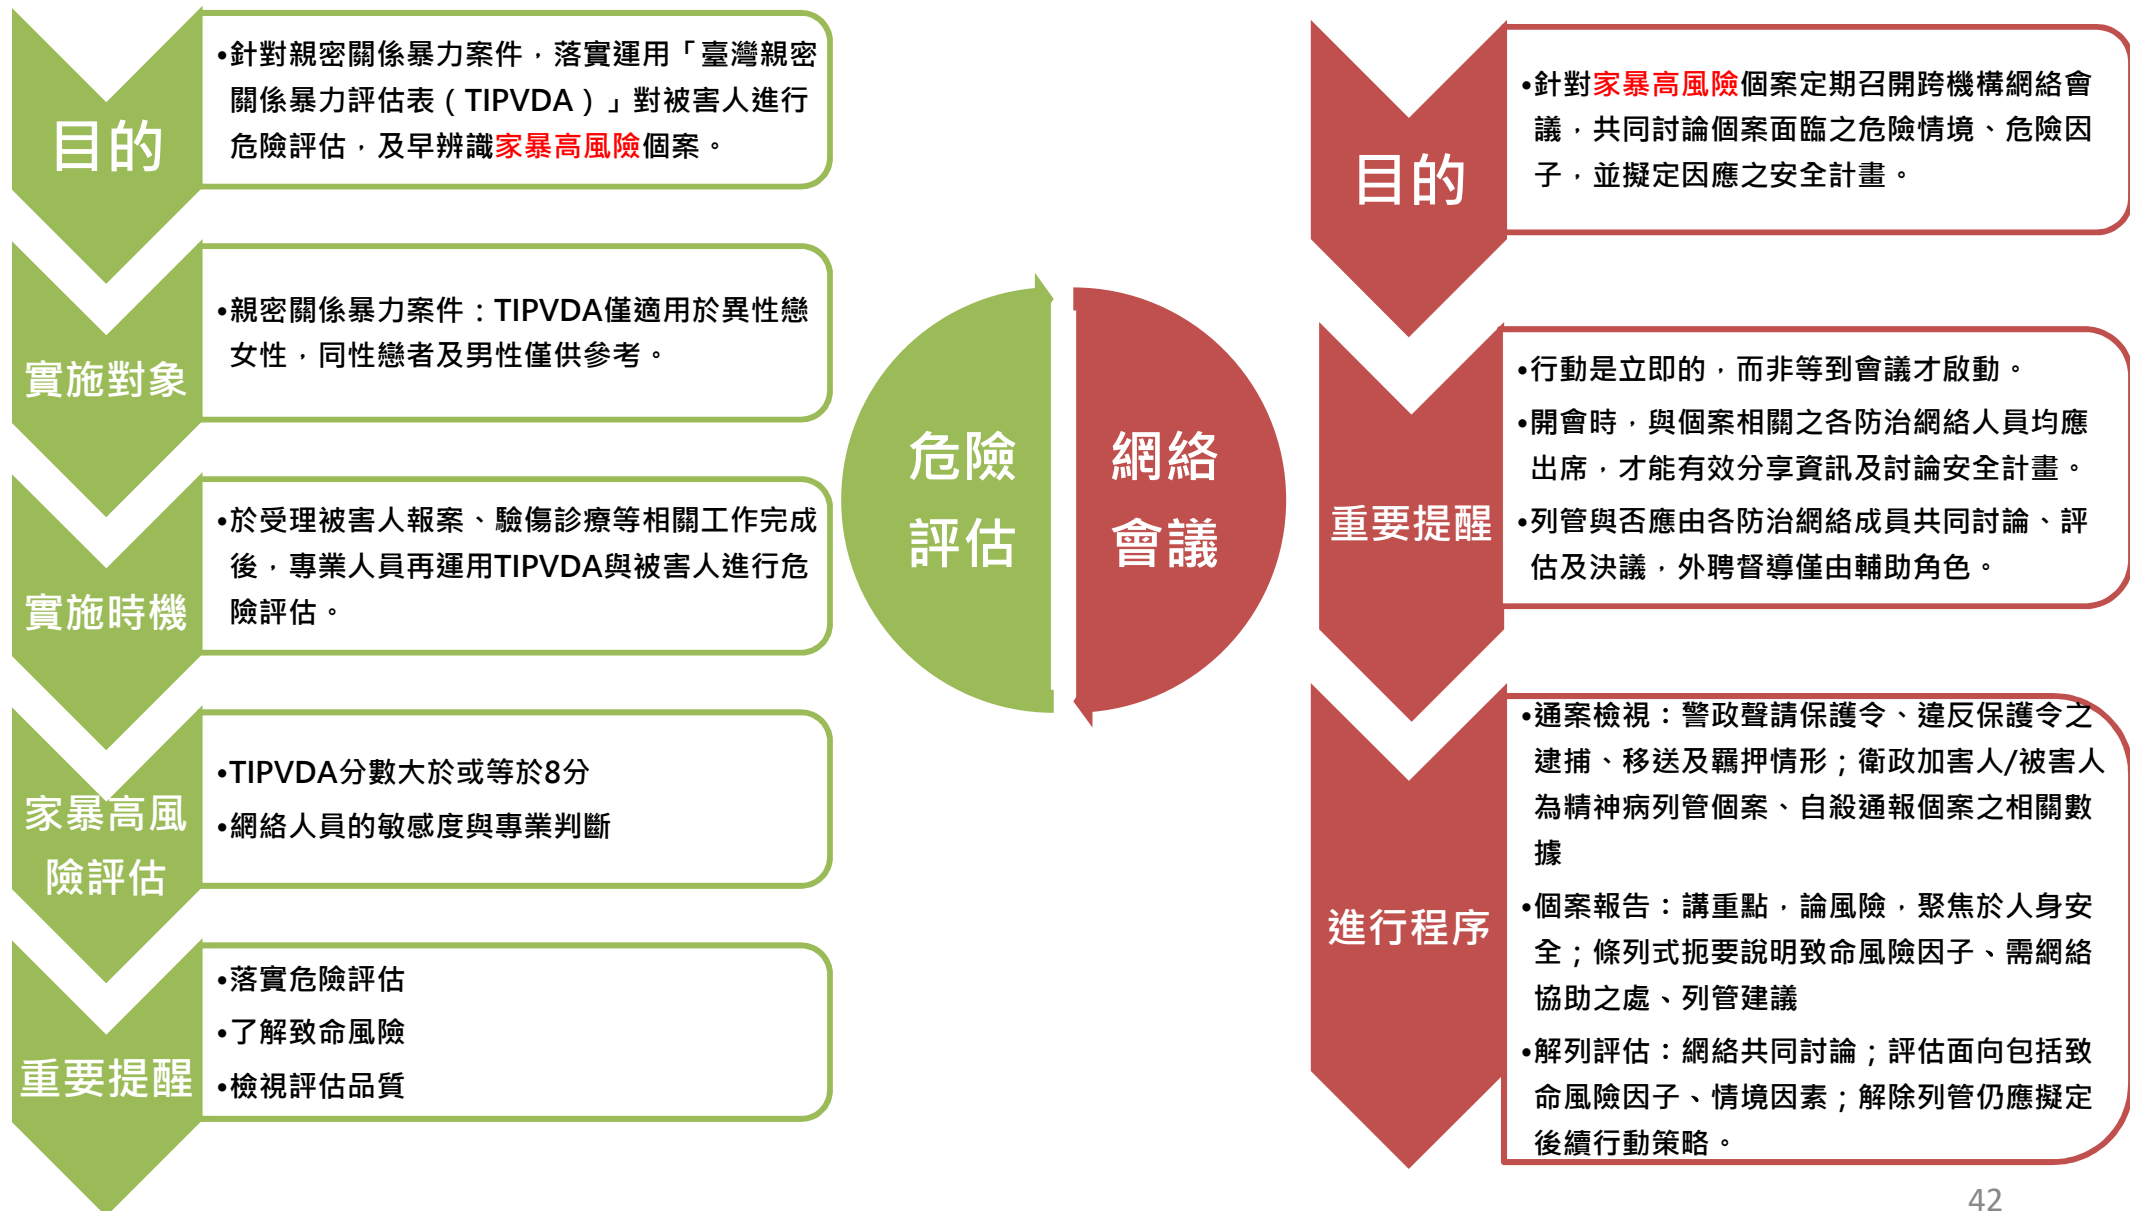 目的
•針對親密關係暴力案件，落實運用「臺灣親密
關係暴力評估表（TIPVDA）」對被害人進行
危險評估，及早辨識家暴高風險個案。
實施對象
•親密關係暴力案件：TIPVDA僅適用於異性戀
女性，同性戀者及男性僅供參考。
實施時機
•於受理被害人報案、驗傷診療等相關工作完成
後，專業人員再運用TIPVDA與被害人進行危
險評估。
家暴高風
險評估
•TIPVDA分數大於或等於8分
•網絡人員的敏感度與專業判斷
重要提醒
•落實危險評估
•了解致命風險
•檢視評估品質
危險
評估
網絡
會議
目的
•針對家暴高風險個案定期召開跨機構網絡會
議，共同討論個案面臨之危險情境、危險因
子，並擬定因應之安全計畫。
重要提醒
•行動是立即的，而非等到會議才啟動。
•開會時，與個案相關之各防治網絡人員均應
出席，才能有效分享資訊及討論安全計畫。
•列管與否應由各防治網絡成員共同討論、評
估及決議，外聘督導僅由輔助角色。
進行程序
•通案檢視：警政聲請保護令、違反保護令之
逮捕、移送及羈押情形；衛政加害人/被害人
為精神病列管個案、自殺通報個案之相關數
據
•個案報告：講重點，論風險，聚焦於人身安
全；條列式扼要說明致命風險因子、需網絡
協助之處、列管建議
•解列評估：網絡共同討論；評估面向包括致
命風險因子、情境因素；解除列管仍應擬定
後續行動策略。
42